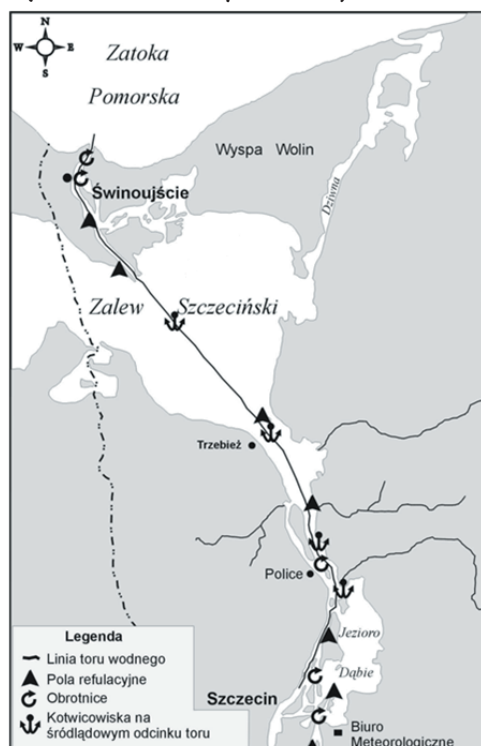 N
W E
S
Zatoka
Pomorska
Wyspa Wolin
Dziwna
Świnoujście
Zalew Szczeciński
Trzebież
Police
Jezioro
Dąbie
Szczecin
Biuro
Meteorologiczne
Legenda
Linia toru wodnego
Pola refulacyjne
Obrotnice
Kotwicowiska na
śródlądowym odcinku toru